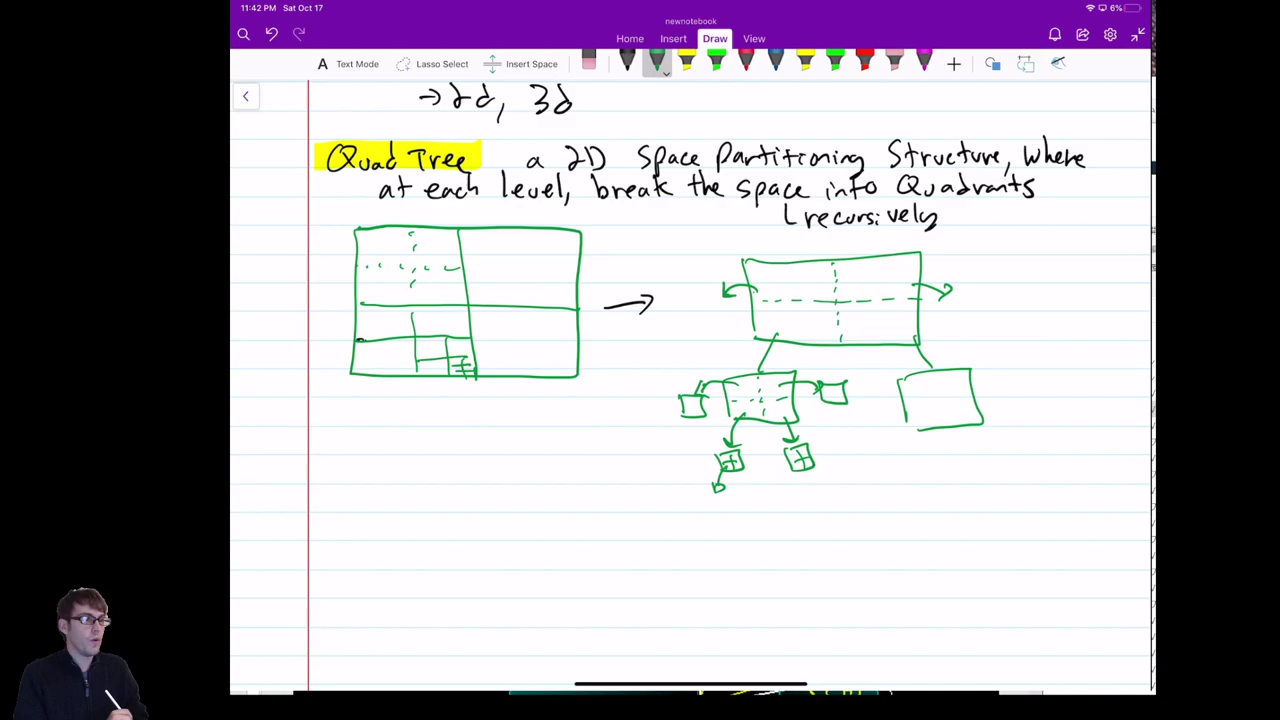 11:42 PM Sat Oct 17
6%
newnotebook
Home Insert Draw View
Text Mode Lasso Select Insert Space
→ 2d, 3d
Quad Tree a 2D Space Partitioning Structure, where
at each level, break the space into Quadrants
recursively